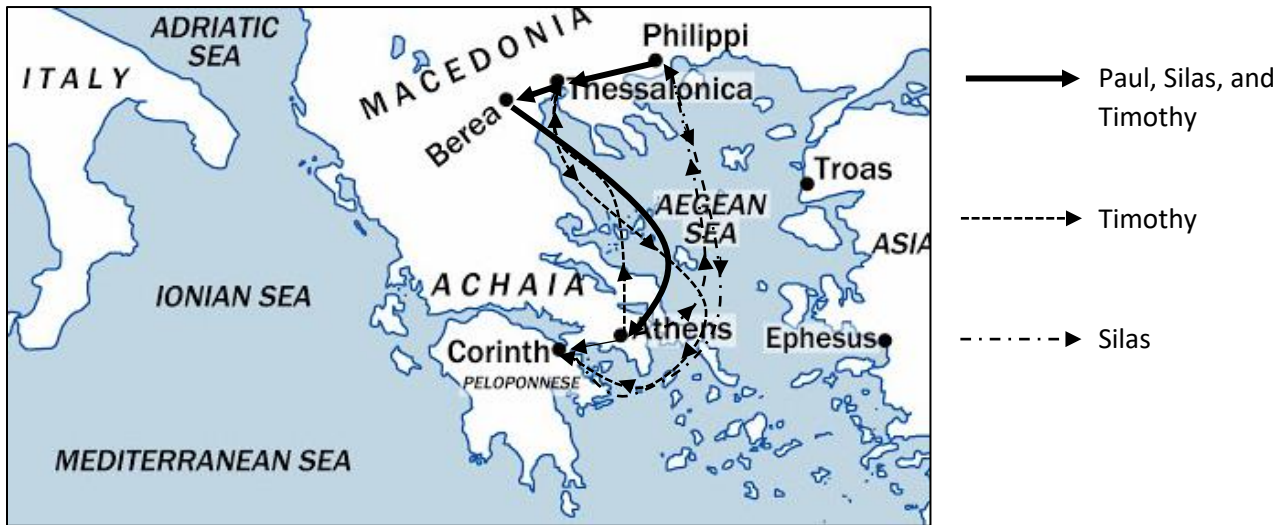 ADRIATIC
SEA
ITALY
MACEDONIA
Philippi
Thessalonica
Berea
Troas
AEGEAN
SEA
ASIA
IONIAN SEA
ACHAIA
Athens
Corinth
PELOPONNESE
Ephesus
MEDITERRANEAN SEA
Paul, Silas, and
Timothy
Timothy
Silas